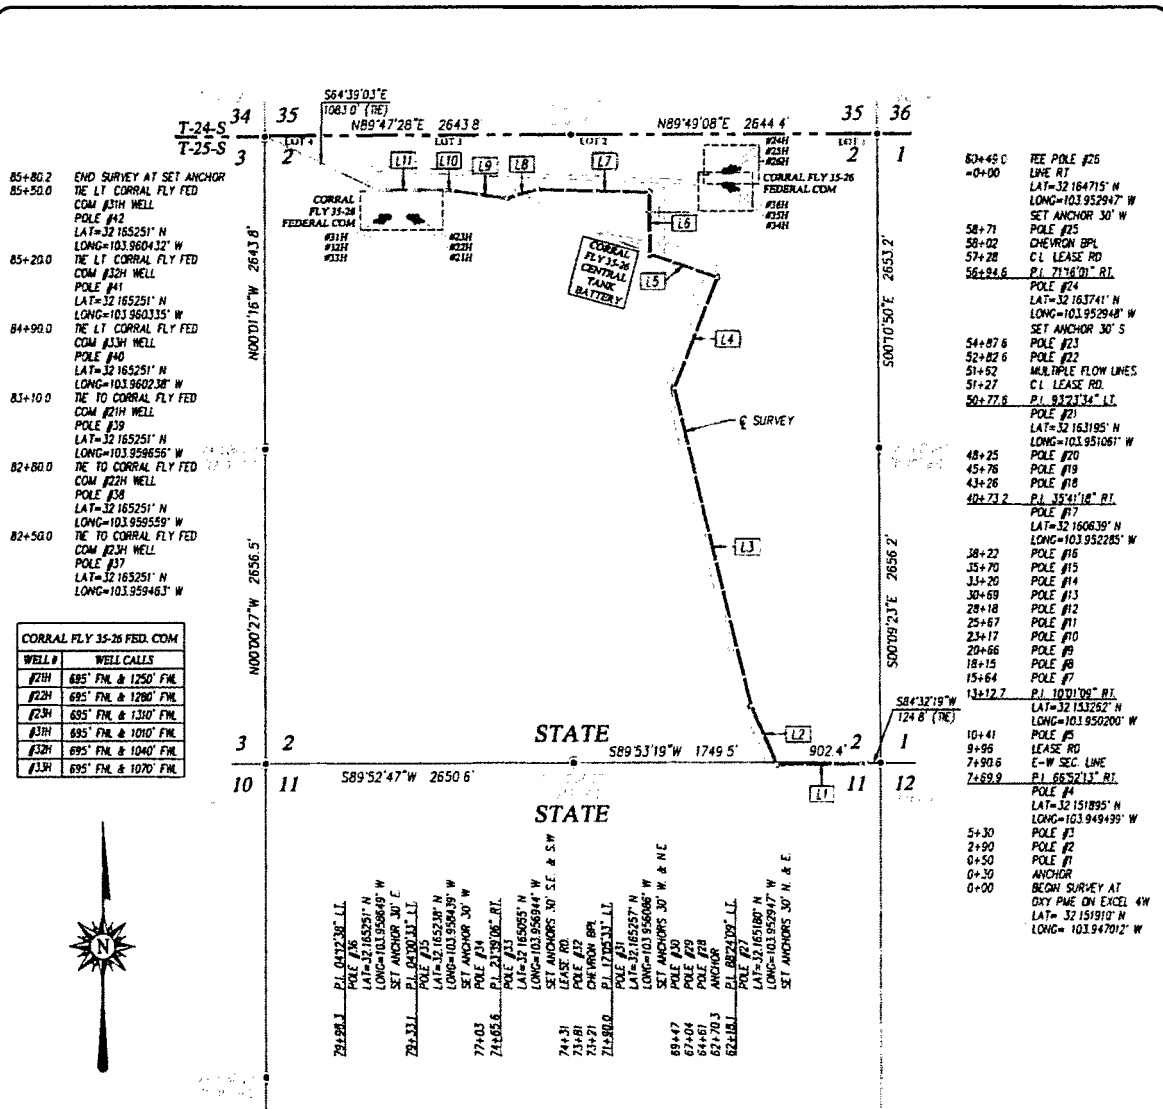 S64°39'03"E
1083.0' (TIE)
34 35
35 36
T-24-S
T-25-S
N89°47'28"E 2643.8'
N89°49'08"E 2644.4'
LOT 4
LOT 3
LOT 2
LOT 1
3 2
2 1
#24H
#25H
#26H
CORRAL FLY 35-26
FEDERAL COM
#36H
#35H
#34H
L11
L10
L9
L8
L7
L6
L5
L4
L3
L2
L1
CORRAL
FLY 35-26
FEDERAL COM
#31H
#32H
#33H
#23H
#22H
#21H
CORRAL
FLY 35-26
CENTRAL
TANK
BATTERY
℄ SURVEY
N00°01'16"W 2643.8'
N00°00'27"W 2656.5'
S00°10'50"E 2653.2'
S00°09'23"E 2656.2'
85+80.2 END SURVEY AT SET ANCHOR
85+50.0 TIE LT CORRAL FLY FED
COM #31H WELL
POLE #42
LAT=32.165251° N
LONG=103.960432° W
85+20.0 TIE LT CORRAL FLY FED
COM #32H WELL
POLE #41
LAT=32.165251° N
LONG=103.960335° W
84+90.0 TIE LT CORRAL FLY FED
COM #33H WELL
POLE #40
LAT=32.165251° N
LONG=103.960238° W
83+10.0 TIE TO CORRAL FLY FED
COM #21H WELL
POLE #39
LAT=32.165251° N
LONG=103.959656° W
82+80.0 TIE TO CORRAL FLY FED
COM #22H WELL
POLE #38
LAT=32.165251° N
LONG=103.959559° W
82+50.0 TIE TO CORRAL FLY FED
COM #23H WELL
POLE #37
LAT=32.165251° N
LONG=103.959463° W
CORRAL FLY 35-26 FED. COM
WELL # WELL CALLS
#21H 695' FNL & 1250' FWL
#22H 695' FNL & 1280' FWL
#23H 695' FNL & 1310' FWL
#31H 695' FNL & 1010' FWL
#32H 695' FNL & 1040' FWL
#33H 695' FNL & 1070' FWL
60+49.0 TEE POLE #26
=0+00 LINE RT
LAT=32.164715° N
LONG=103.952947° W
SET ANCHOR 30' W
58+71 POLE #25
58+02 CHEVRON BPL
57+28 C.L. LEASE RD
56+94.6 P.I. 71°16'01" RT.
POLE #24
LAT=32.163741° N
LONG=103.952948° W
SET ANCHOR 30' S
54+87.6 POLE #23
52+82.6 POLE #22
51+52 MULTIPLE FLOW LINES
51+27 C.L. LEASE RD.
50+77.6 P.I. 93°23'34" LT.
POLE #21
LAT=32.163195° N
LONG=103.951061° W
48+25 POLE #20
45+76 POLE #19
43+26 POLE #18
40+73.2 P.I. 35°41'18" RT.
POLE #17
LAT=32.160639° N
LONG=103.952285° W
38+22 POLE #16
35+70 POLE #15
33+20 POLE #14
30+69 POLE #13
28+18 POLE #12
25+67 POLE #11
23+17 POLE #10
20+66 POLE #9
18+15 POLE #8
15+64 POLE #7
13+12.7 P.I. 10°01'09" RT.
LAT=32.153262° N
LONG=103.950200° W
10+41 POLE #5
9+96 LEASE RD
7+90.6 E-W SEC. LINE
7+69.9 P.I. 66°52'13" RT.
POLE #4
LAT=32.151895° N
LONG=103.949499° W
5+30 POLE #3
2+90 POLE #2
0+50 POLE #1
0+30 ANCHOR
0+00 BEGIN SURVEY AT
OXY PME ON EXCEL 4W
LAT= 32.151910° N
LONG= 103.947012° W
S84°32'19"W
124.8' (TIE)
STATE
3 2
2 1
S89°53'19"W 1749.5'
902.4'
S89°52'47"W 2650.6'
10 11
11 12
STATE
N
79+98.3 P.I. 04°12'38" LT.
POLE #36
LAT=32.165251° N
LONG=103.958649° W
SET ANCHOR 30' E.
79+33.1 P.I. 04°00'33" LT.
POLE #35
LAT=32.165238° N
LONG=103.958439° W
SET ANCHOR 30' W
77+03 POLE #34
74+65.6 P.I. 23°19'06" RT.
POLE #33
LAT=32.165055° N
LONG=103.956944° W
SET ANCHORS 30' S.E. & S.W
74+31 LEASE RD.
73+81 POLE #32
73+21 CHEVRON BPL
71+90.0 P.I. 17°05'33" LT.
POLE #31
LAT=32.165257° N
LONG=103.956086° W
SET ANCHORS 30' W. & N.E
69+47 POLE #30
67+04 POLE #29
64+61 POLE #28
62+70.3 ANCHOR
62+18.1 P.I. 88°24'09" LT.
POLE #27
LAT=32.165180° N
LONG=103.952947° W
SET ANCHORS 30' N. & E.